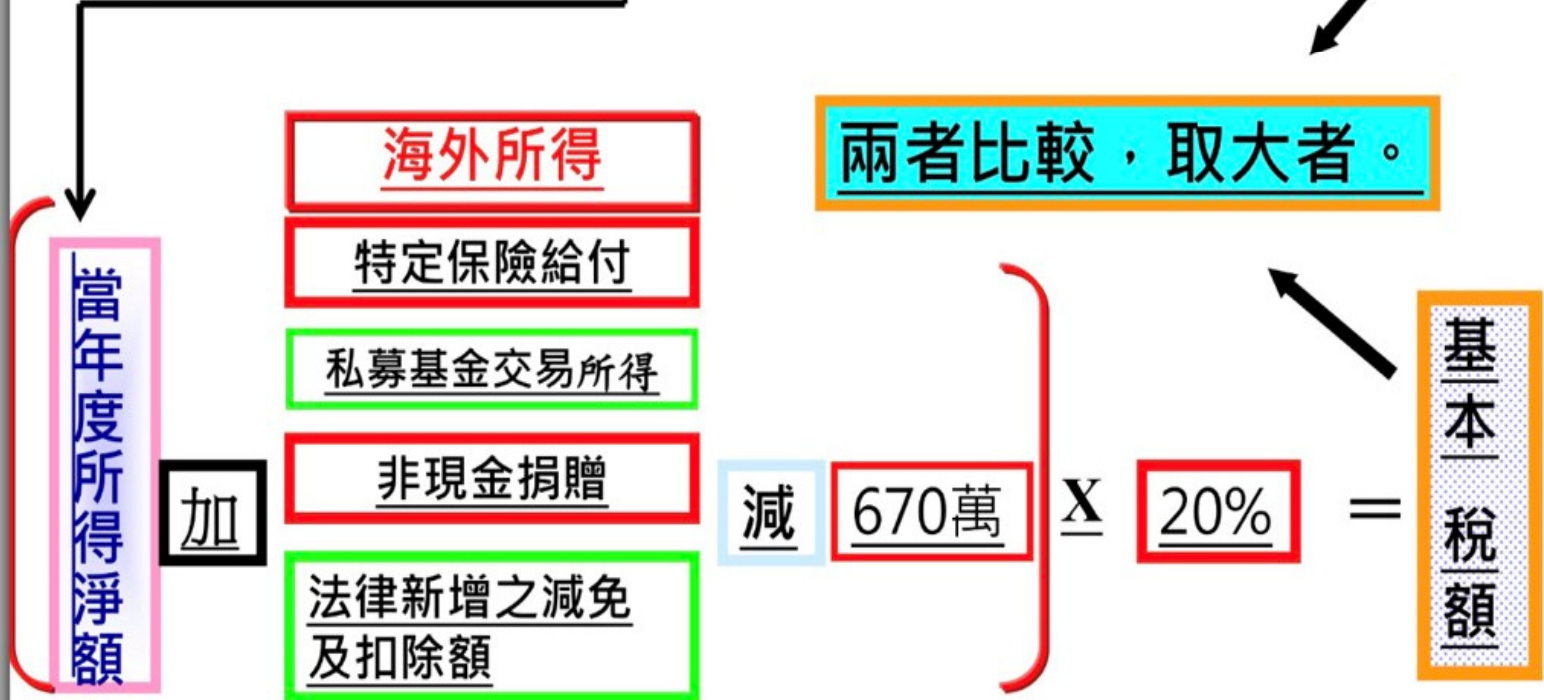 海外所得
兩者比較，取大者。
特定保險給付
私募基金交易所得
非現金捐贈
法律新增之減免
及扣除額
當年度所得淨額
加
減
670萬
X
20%
=
基本稅額